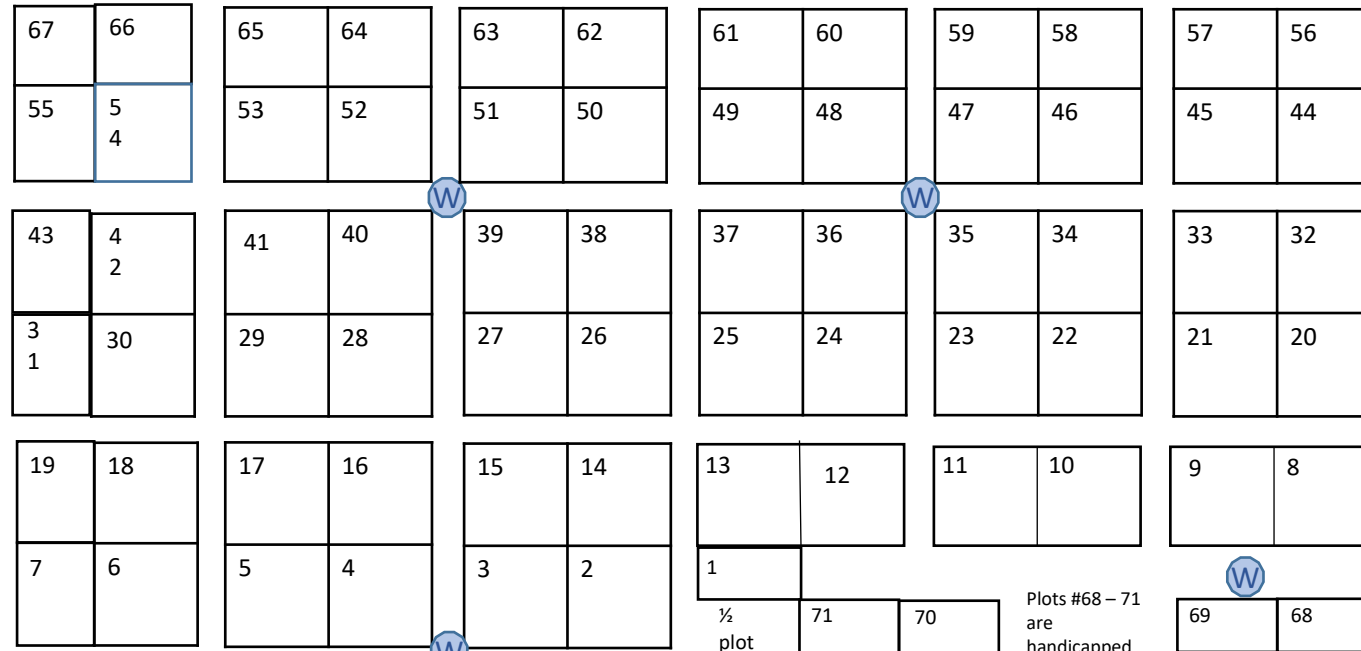 67 66 65 64 63 62 61 60 59 58 57 56
55 5 53 52 51 50 49 48 47 46 45 44
4
W W
43 4 41 40 39 38 37 36 35 34 33 32
2
3 30 29 28 27 26 25 24 23 22 21 20
1
19 18 17 16 15 14 13 12 11 10 9 8
7 6 5 4 3 2 1
W
½ 71 70 Plots #68 – 71 69 68
plot are
W handicapped